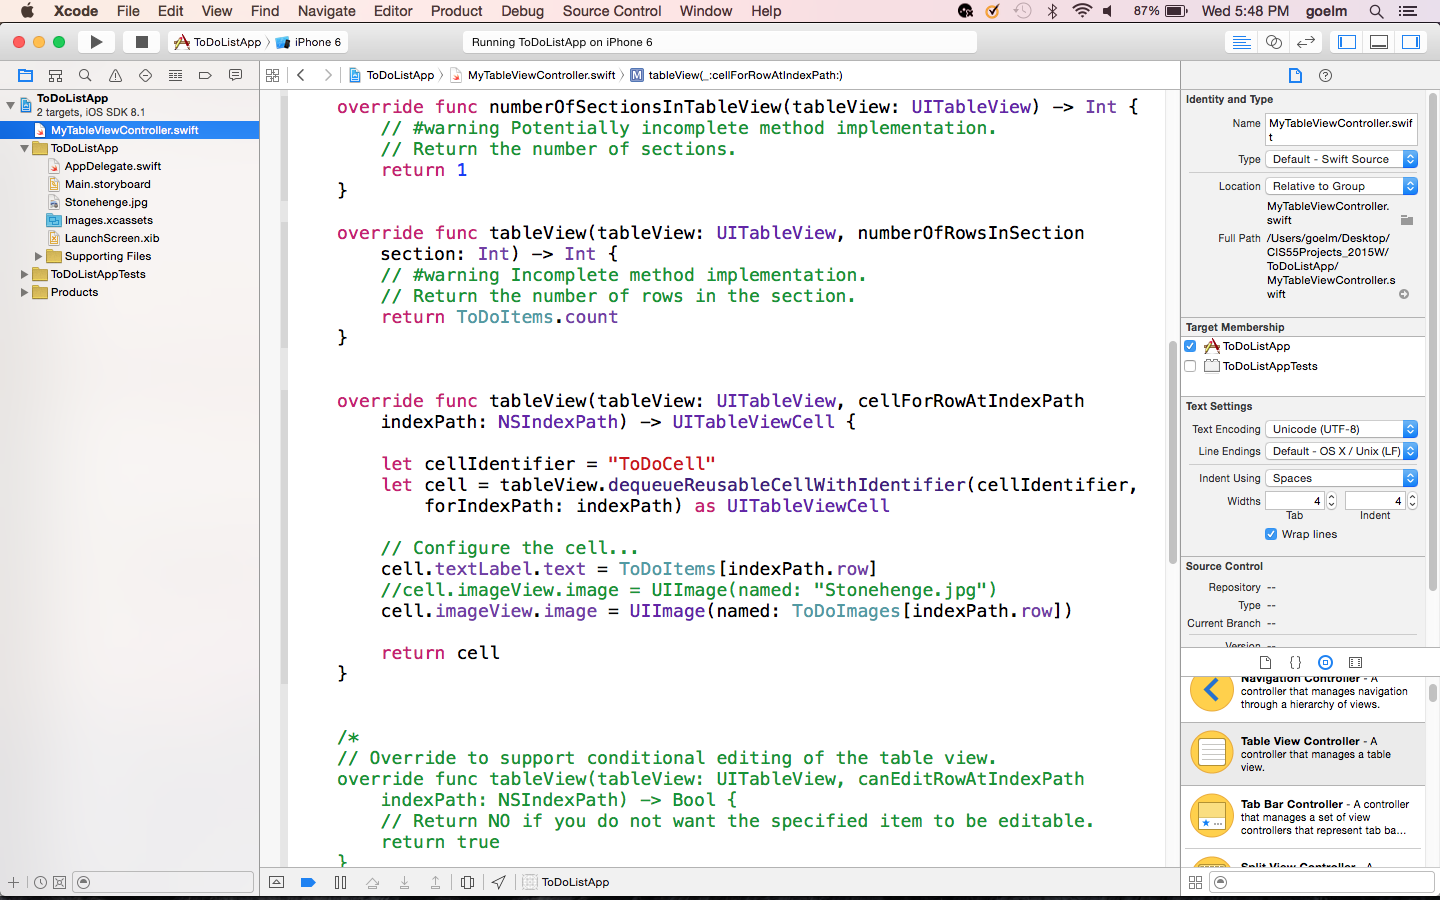 Xcode File Edit View Find Navigate Editor Product Debug Source Control Window Help 87% Wed 5:48 PM goelm
ToDoListApp iPhone 6 Running ToDoListApp on iPhone 6
ToDoListApp MyTableViewController.swift M tableView(_:cellForRowAtIndexPath:)
ToDoListApp
2 targets, iOS SDK 8.1
MyTableViewController.swift
ToDoListApp
AppDelegate.swift
Main.storyboard
Stonehenge.jpg
Images.xcassets
LaunchScreen.xib
Supporting Files
ToDoListAppTests
Products
override func numberOfSectionsInTableView(tableView: UITableView) -> Int {
// #warning Potentially incomplete method implementation.
// Return the number of sections.
return 1
}
override func tableView(tableView: UITableView, numberOfRowsInSection
section: Int) -> Int {
// #warning Incomplete method implementation.
// Return the number of rows in the section.
return ToDoItems.count
}
override func tableView(tableView: UITableView, cellForRowAtIndexPath
indexPath: NSIndexPath) -> UITableViewCell {
let cellIdentifier = "ToDoCell"
let cell = tableView.dequeueReusableCellWithIdentifier(cellIdentifier,
forIndexPath: indexPath) as UITableViewCell
// Configure the cell...
cell.textLabel.text = ToDoItems[indexPath.row]
//cell.imageView.image = UIImage(named: "Stonehenge.jpg")
cell.imageView.image = UIImage(named: ToDoImages[indexPath.row])
return cell
}
/*
// Override to support conditional editing of the table view.
override func tableView(tableView: UITableView, canEditRowAtIndexPath
indexPath: NSIndexPath) -> Bool {
// Return NO if you do not want the specified item to be editable.
return true
}
ToDoListApp
Identity and Type
Name MyTableViewController.swif
t
Type Default - Swift Source
Location Relative to Group
MyTableViewController.
swift
Full Path /Users/goelm/Desktop/
CIS55Projects_2015W/
ToDoListApp/
MyTableViewController.s
wift
Target Membership
ToDoListApp
ToDoListAppTests
Text Settings
Text Encoding Unicode (UTF-8)
Line Endings Default - OS X / Unix (LF)
Indent Using Spaces
Widths 4 4
Tab Indent
Wrap lines
Source Control
Repository --
Type --
Current Branch --
Version --
{}
Navigation Controller - A
controller that manages navigation
through a hierarchy of views.
Table View Controller - A
controller that manages a table
view.
Tab Bar Controller - A controller
that manages a set of view
controllers that represent tab ba...
Split View Controller - A